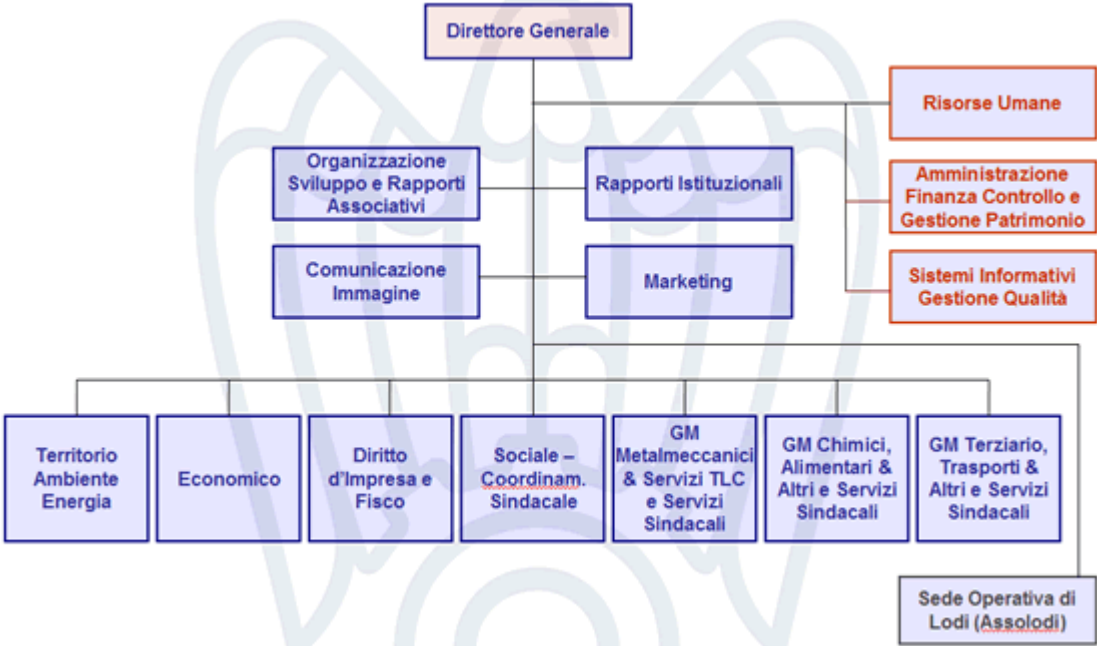 Direttore Generale
Risorse Umane
Organizzazione
Sviluppo e Rapporti
Associativi
Rapporti Istituzionali
Amministrazione
Finanza Controllo e
Gestione Patrimonio
Comunicazione
Immagine
Marketing
Sistemi Informativi
Gestione Qualità
Territorio
Ambiente
Energia
Economico
Diritto
d'Impresa e
Fisco
Sociale –
Coordinam.
Sindacale
GM
Metalmeccanici
& Servizi TLC
e Servizi
Sindacali
GM Chimici,
Alimentari &
Altri e Servizi
Sindacali
GM Terziario,
Trasporti &
Altri e Servizi
Sindacali
Sede Operativa di
Lodi (Assolodi)